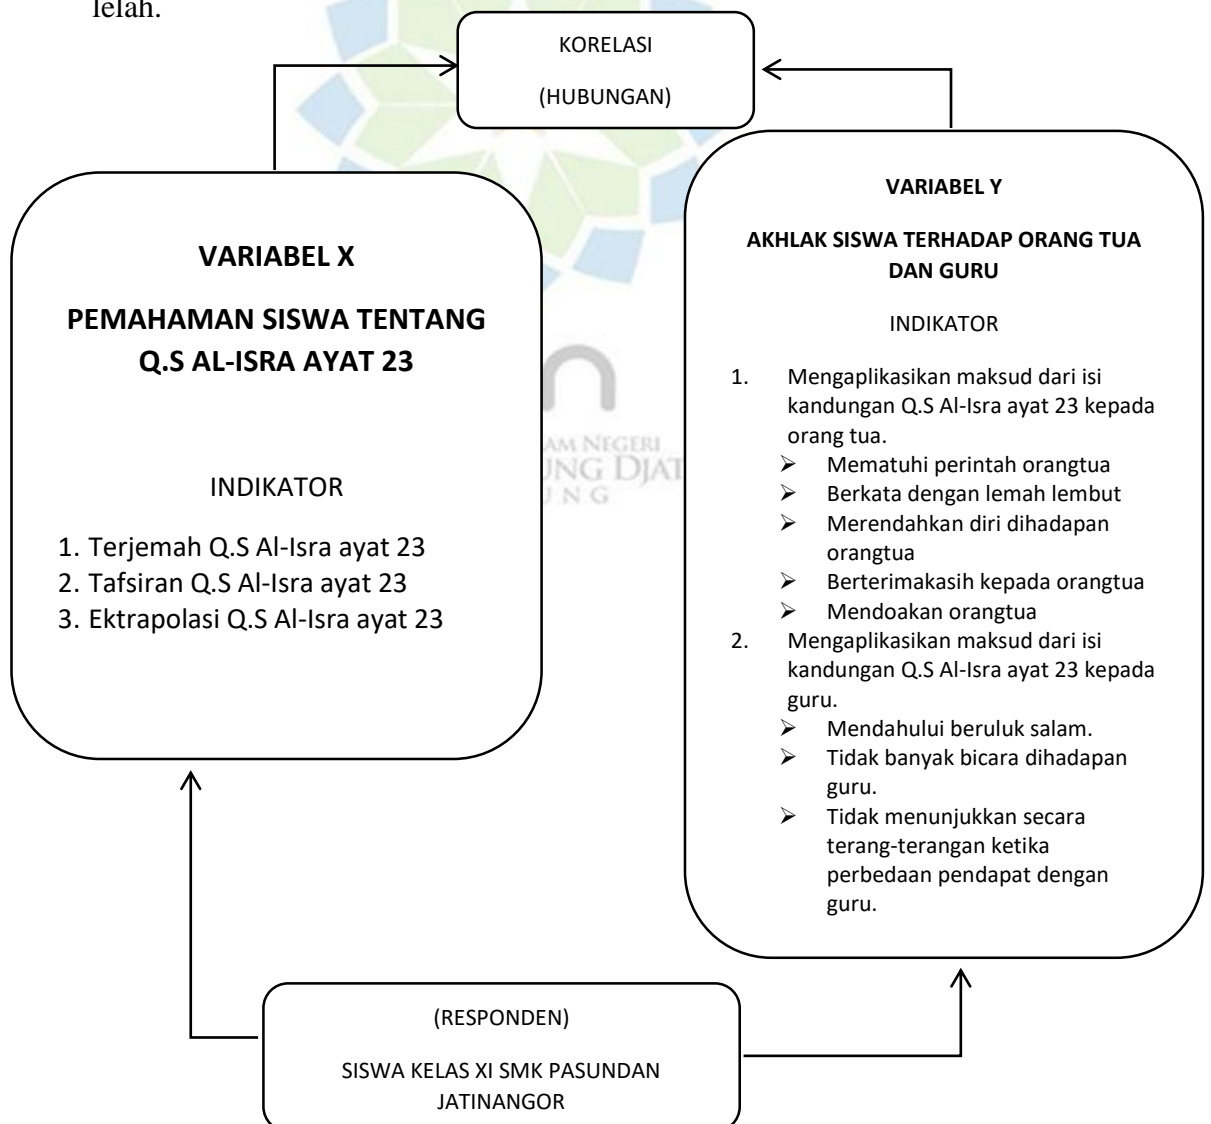 lelah.
KORELASI
(HUBUNGAN)
VARIABEL X
PEMAHAMAN SISWA TENTANG
Q.S AL-ISRA AYAT 23
INDIKATOR
1. Terjemah Q.S Al-Isra ayat 23
2. Tafsiran Q.S Al-Isra ayat 23
3. Ektrapolasi Q.S Al-Isra ayat 23
VARIABEL Y
AKHLAK SISWA TERHADAP ORANG TUA
DAN GURU
INDIKATOR
1. Mengaplikasikan maksud dari isi
kandungan Q.S Al-Isra ayat 23 kepada
orang tua.
➢ Mematuhi perintah orangtua
➢ Berkata dengan lemah lembut
➢ Merendahkan diri dihadapan
orangtua
➢ Berterimakasih kepada orangtua
➢ Mendoakan orangtua
2. Mengaplikasikan maksud dari isi
kandungan Q.S Al-Isra ayat 23 kepada
guru.
➢ Mendahului beruluk salam.
➢ Tidak banyak bicara dihadapan
guru.
➢ Tidak menunjukkan secara
terang-terangan ketika
perbedaan pendapat dengan
guru.
AM NEGERI
UNG DJAT
UNG
(RESPONDEN)
SISWA KELAS XI SMK PASUNDAN
JATINANGOR